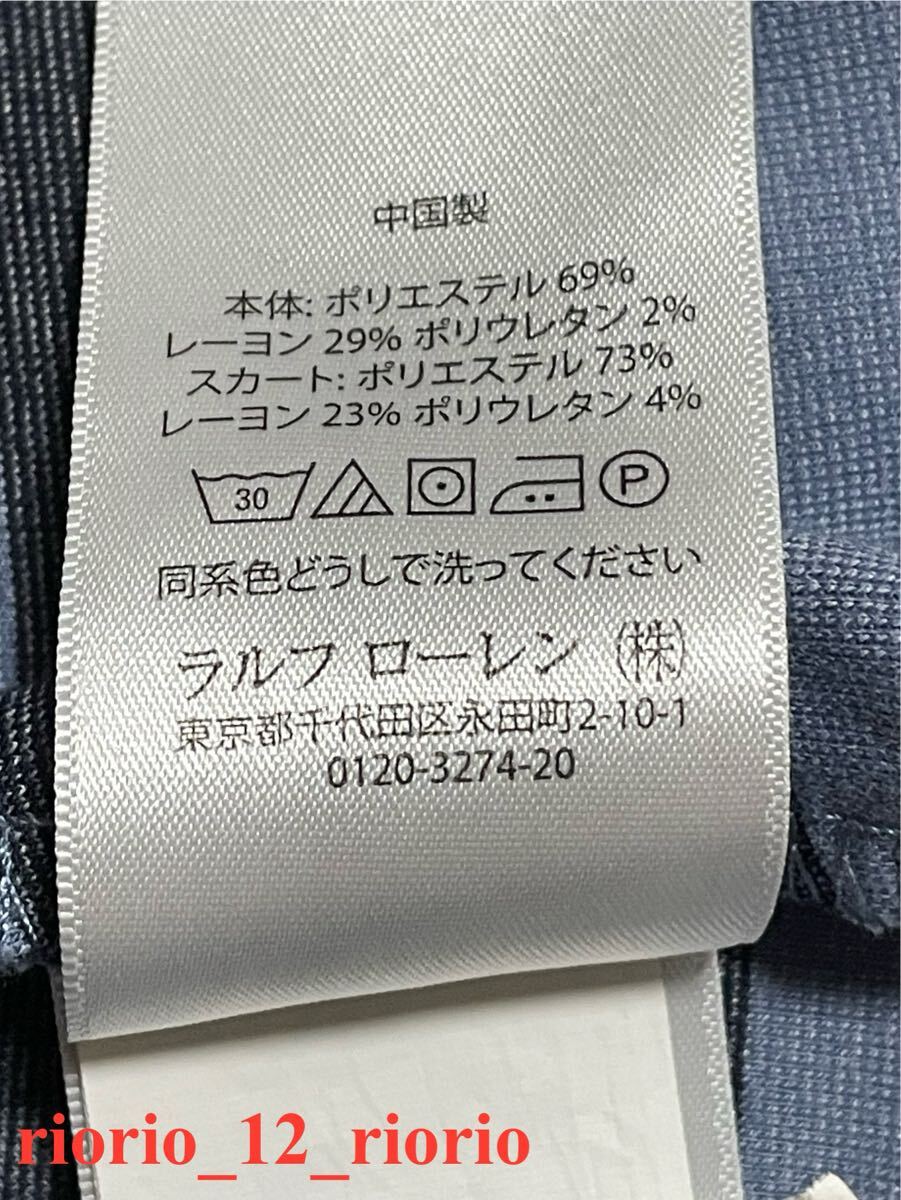 中国製
本体: ポリエステル 69%
レーヨン 29% ポリウレタン 2%
スカート: ポリエステル 73%
レーヨン 23% ポリウレタン 4%
30 P
同系色どうしで洗ってください
ラルフ ローレン (株)
東京都千代田区永田町2-10-1
0120-3274-20
riorio_12_riorio